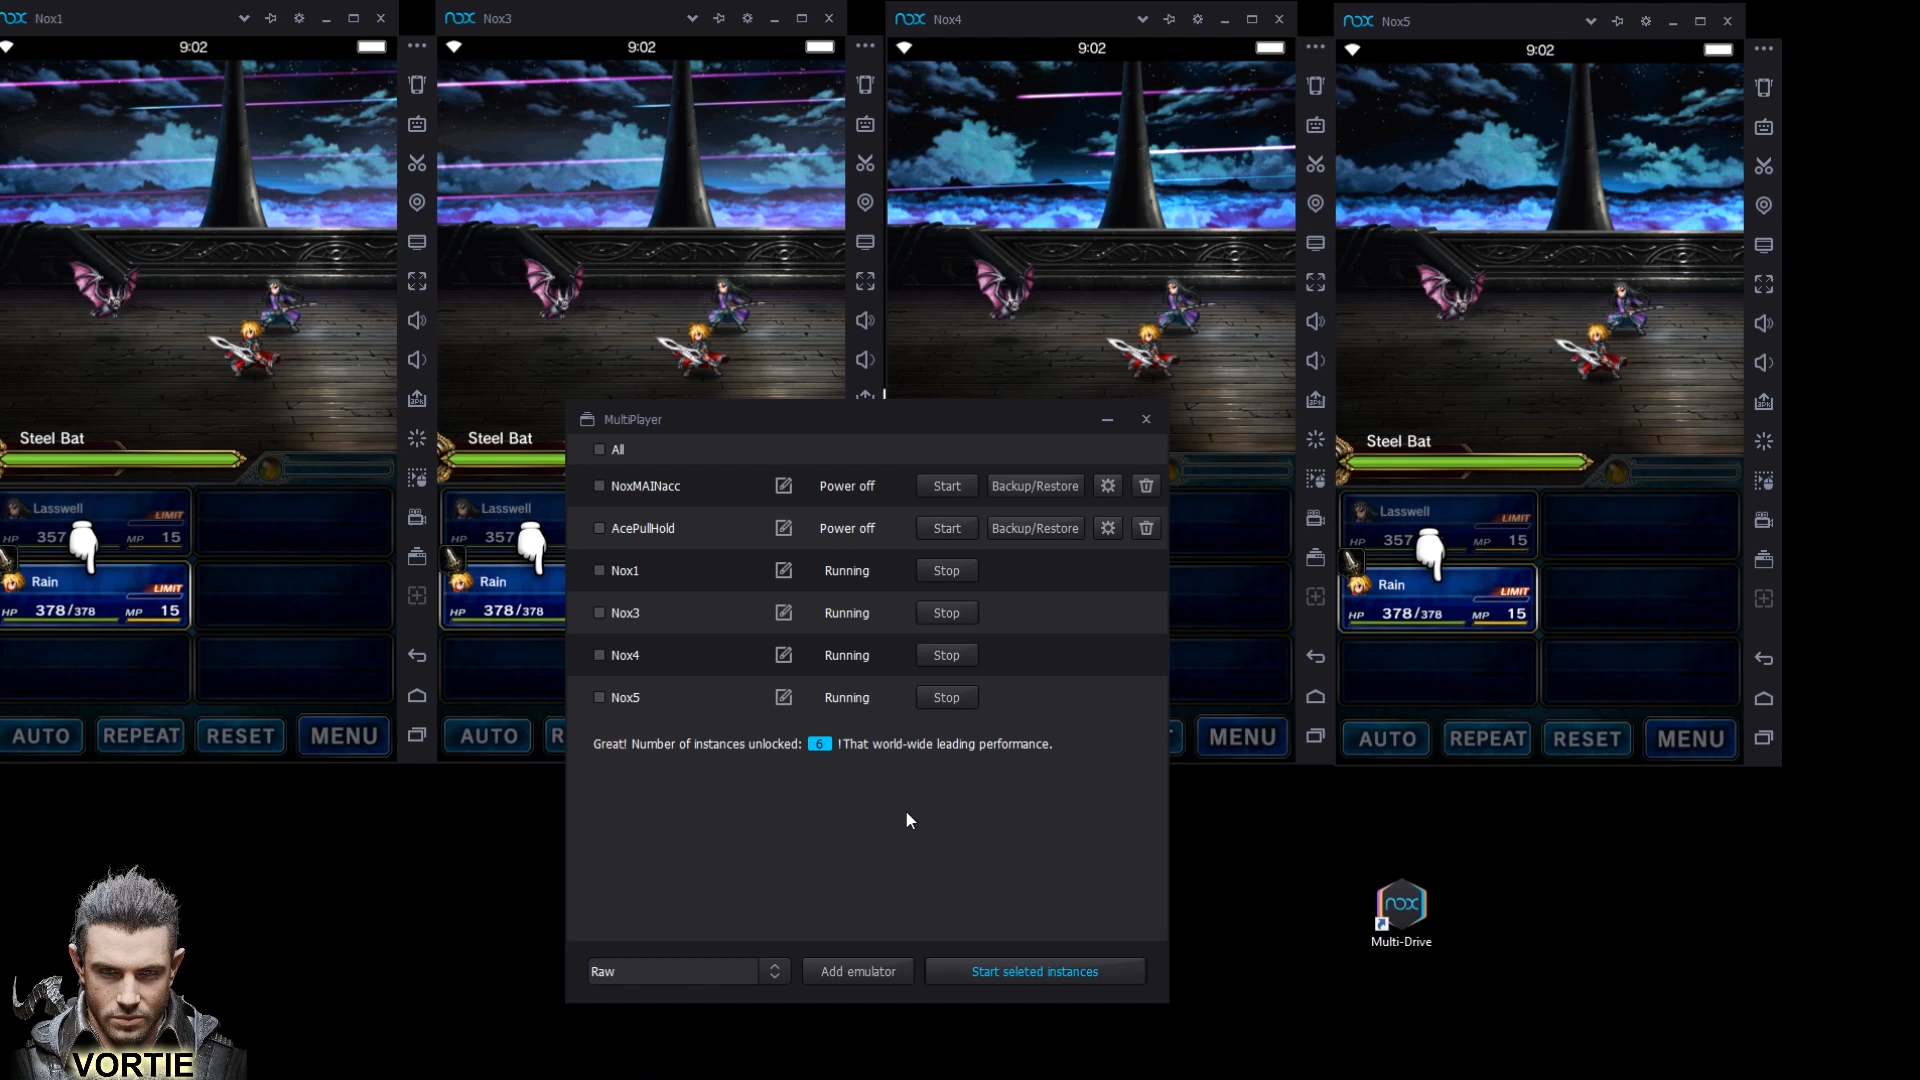 nox Nox1
nox Nox3
nox Nox4
nox Nox5
9:02
9:02
9:02
9:02
Steel Bat
Steel Bat
Steel Bat
Lasswell
LIMIT
HP 357
MP 15
Rain
LIMIT
HP 378/378
MP 15
AUTO
REPEAT
RESET
MENU
Lasswell
HP 357
Rain
HP 378/378
AUTO
R
MultiPlayer
All
NoxMAINacc Power off Start Backup/Restore
AcePullHold Power off Start Backup/Restore
Nox1 Running Stop
Nox3 Running Stop
Nox4 Running Stop
Nox5 Running Stop
Great! Number of instances unlocked: 6 !That world-wide leading performance.
Raw
Add emulator
Start seleted instances
T
MENU
Lasswell
LIMIT
HP 357
MP 15
Rain
LIMIT
HP 378/378
MP 15
AUTO
REPEAT
RESET
MENU
nox
Multi-Drive
VORTIE